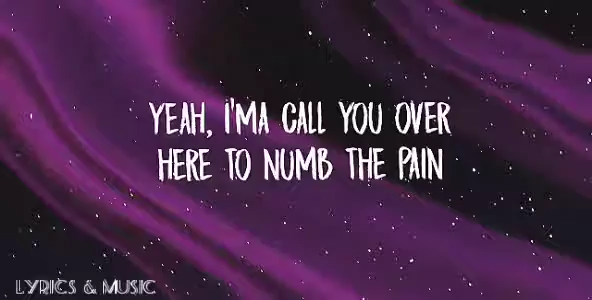 YEAH, I'MA CALL YOU OVER
HERE TO NUMB THE PAIN
LYRICS & MUSIC